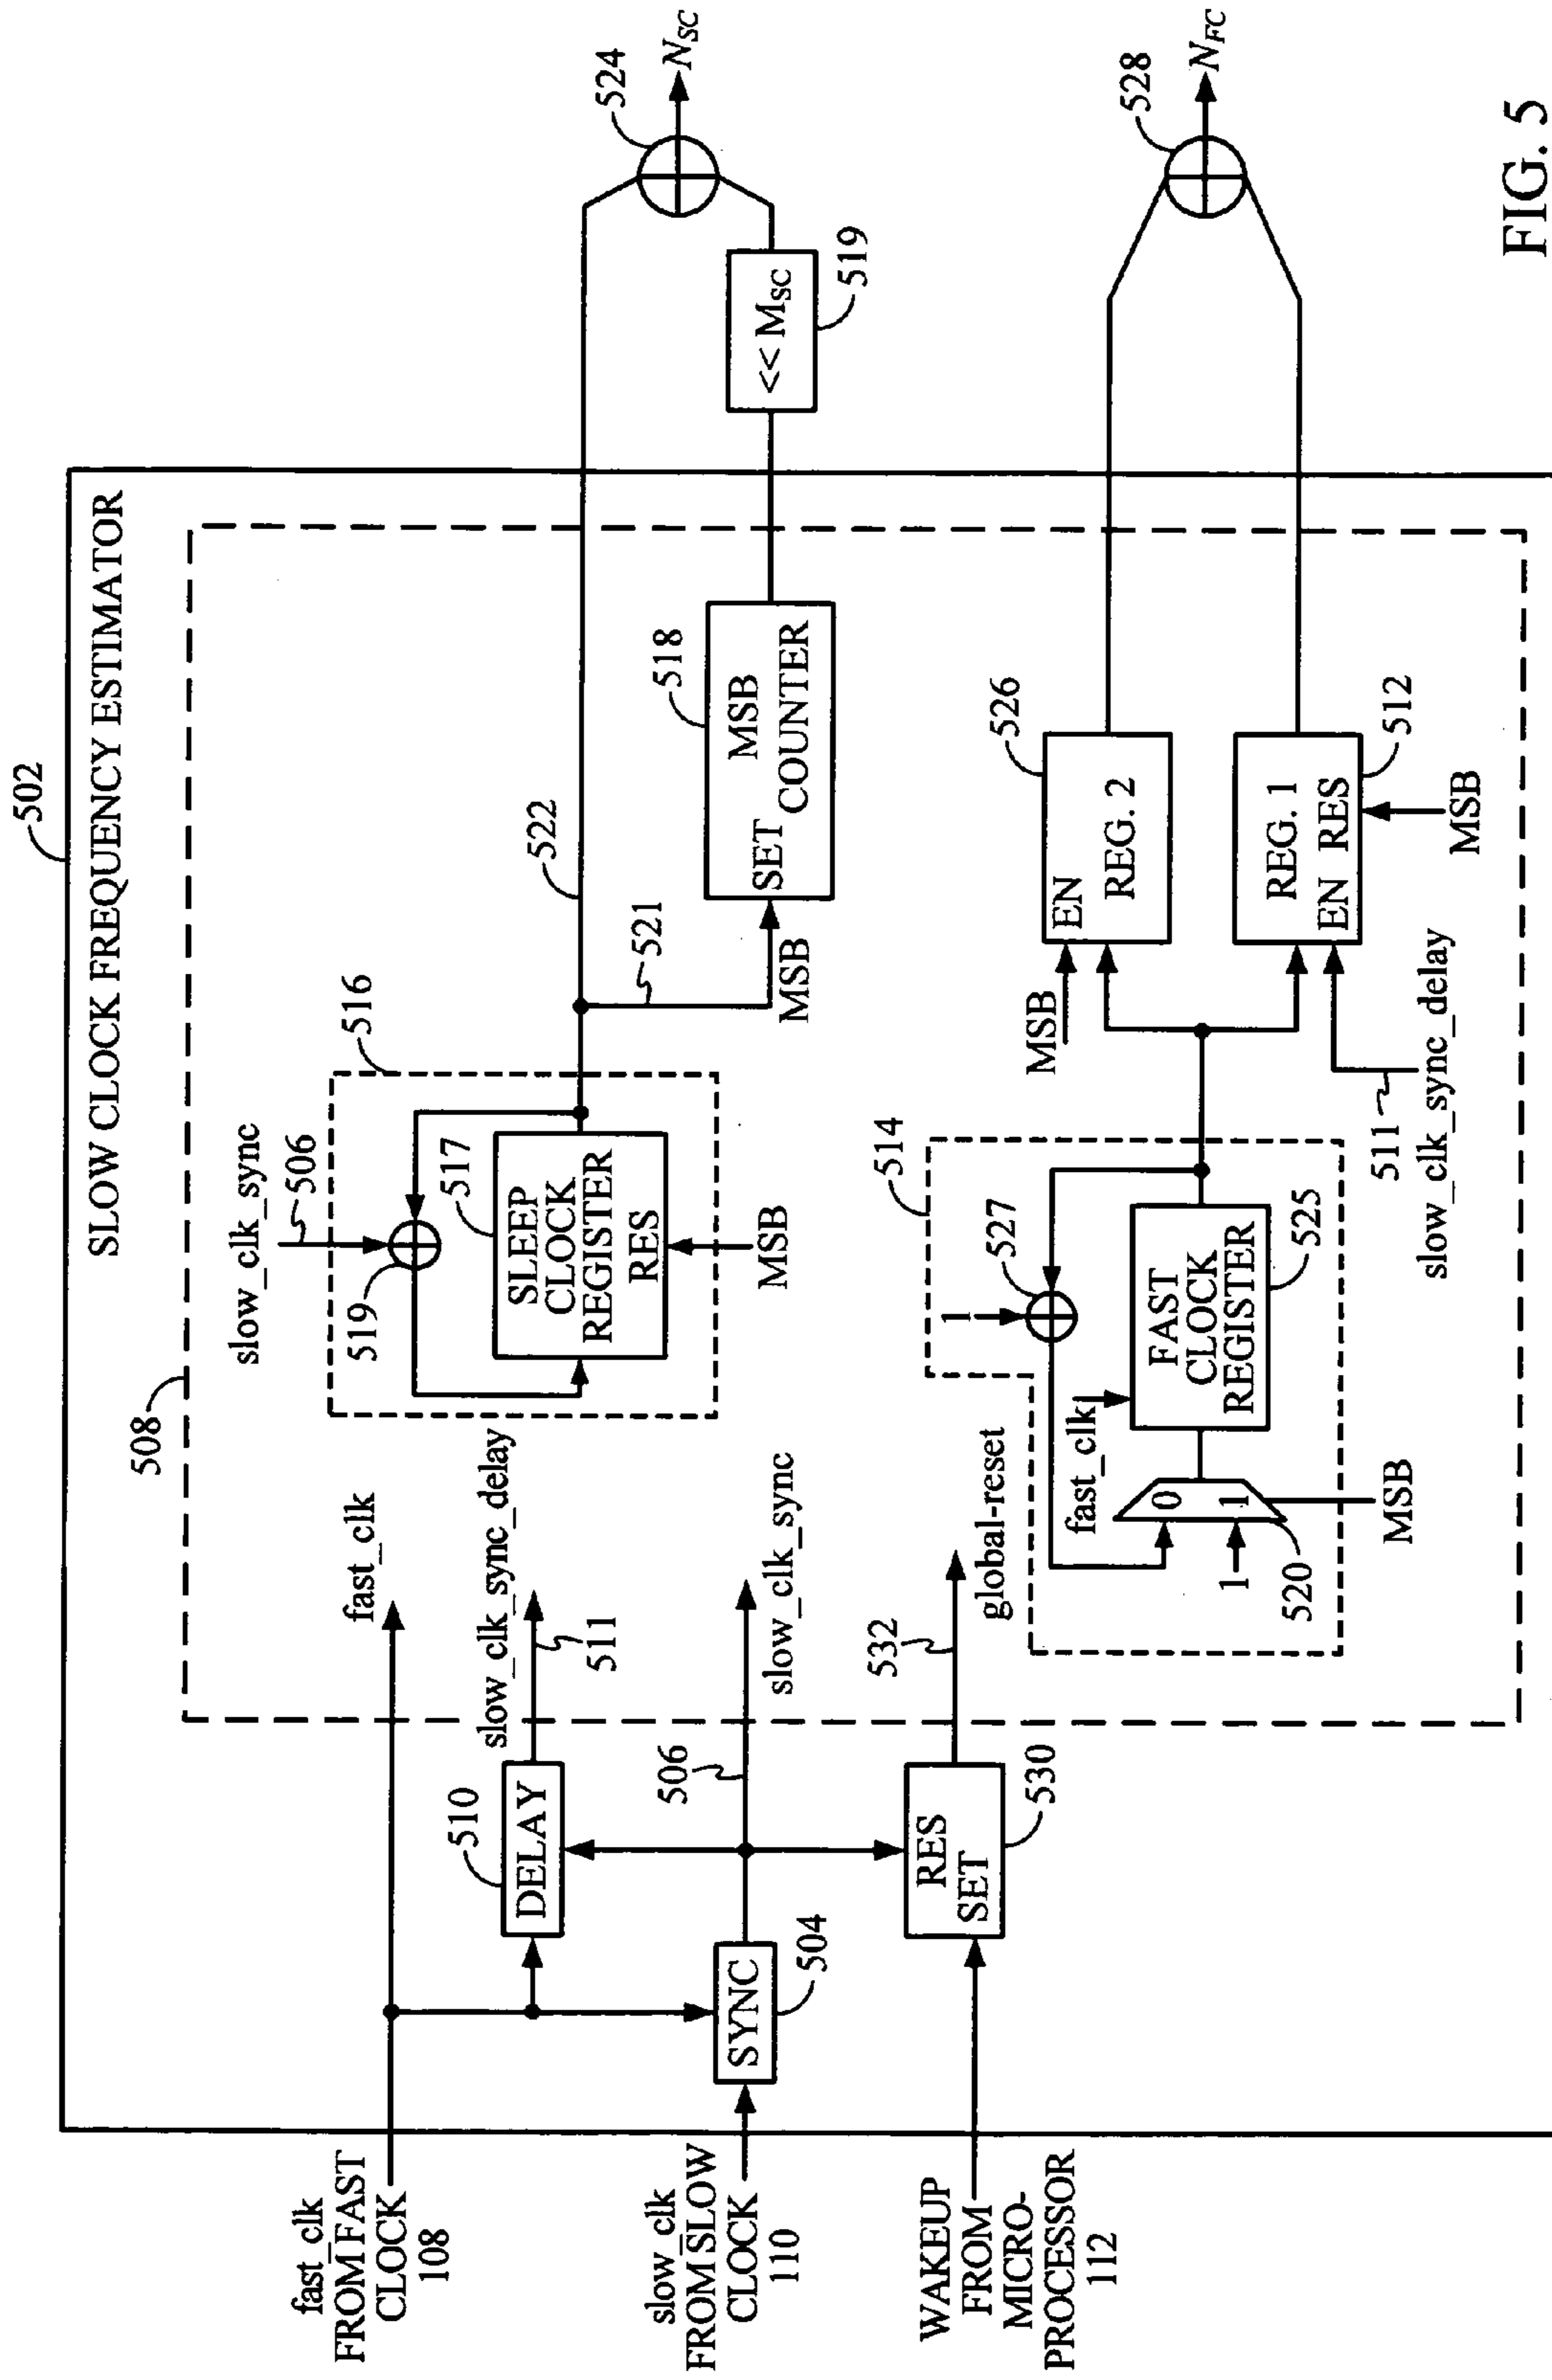 502
SLOW CLOCK FREQUENCY ESTIMATOR
508
fast_clk
FROM FAST
CLOCK
108
fast_clk
510
DELAY
slow_clk_sync_delay
511
slow_clk
FROM SLOW
CLOCK
110
SYNC
504
506
slow_clk_sync
WAKEUP
FROM
MICRO-
PROCESSOR
112
RES
SET
530
532
global-reset
slow_clk_sync
506
516
519
517
SLEEP
CLOCK
REGISTER
RES
MSB
522
521
MSB
518
MSB
SET
COUNTER
<< MSC
519
524
NSC
514
527
1
fast_clk
FAST
CLOCK
REGISTER
525
0
1
1
520
MSB
MSB
526
EN
REG. 2
REG. 1
EN RES
512
MSB
511
slow_clk_sync_delay
528
NFC
FIG. 5